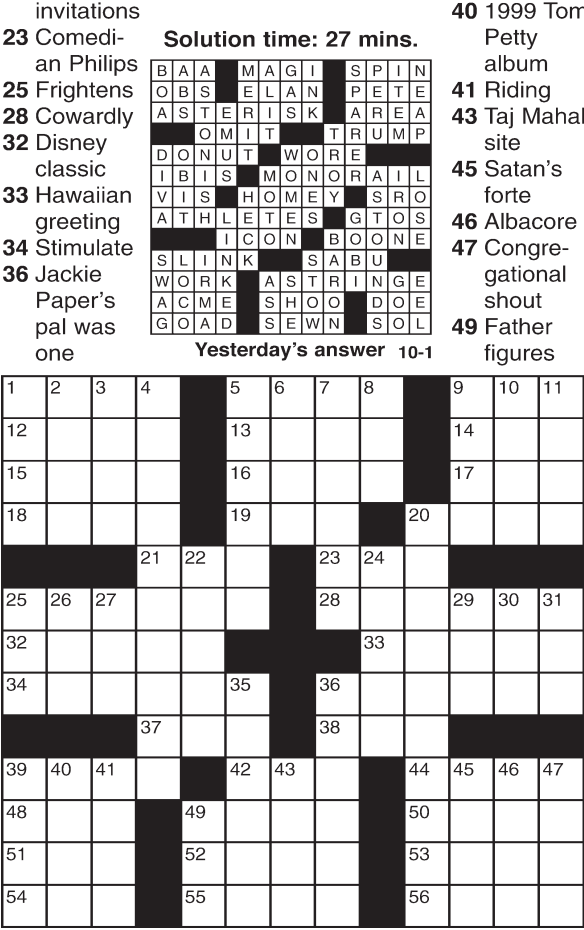 invitations
23 Comedi-
an Philips
25 Frightens
28 Cowardly
32 Disney
classic
33 Hawaiian
greeting
34 Stimulate
36 Jackie
Paper's
pal was
one
Solution time: 27 mins.
B A A M A G I S P I N
O B S E L A N P E T E
A S T E R I S K A R E A
O M I T T R U M P
D O N U T W O R E
I B I S M O N O R A I L
V I S H O M E Y S R O
A T H L E T E S G T O S
I C O N B O O N E
S L I N K S A B U
W O R K A S T R I N G E
A C M E S H O O D O E
G O A D S E W N S O L
Yesterday's answer 10-1
40 1999 Tom
Petty
album
41 Riding
43 Taj Mahal
site
45 Satan's
forte
46 Albacore
47 Congre-
gational
shout
49 Father
figures
1 2 3 4 5 6 7 8 9 10 11
12 13 14
15 16 17
18 19 20
21 22 23 24
25 26 27 28 29 30 31
32 33
34 35 36
37 38
39 40 41 42 43 44 45 46 47
48 49 50
51 52 53
54 55 56